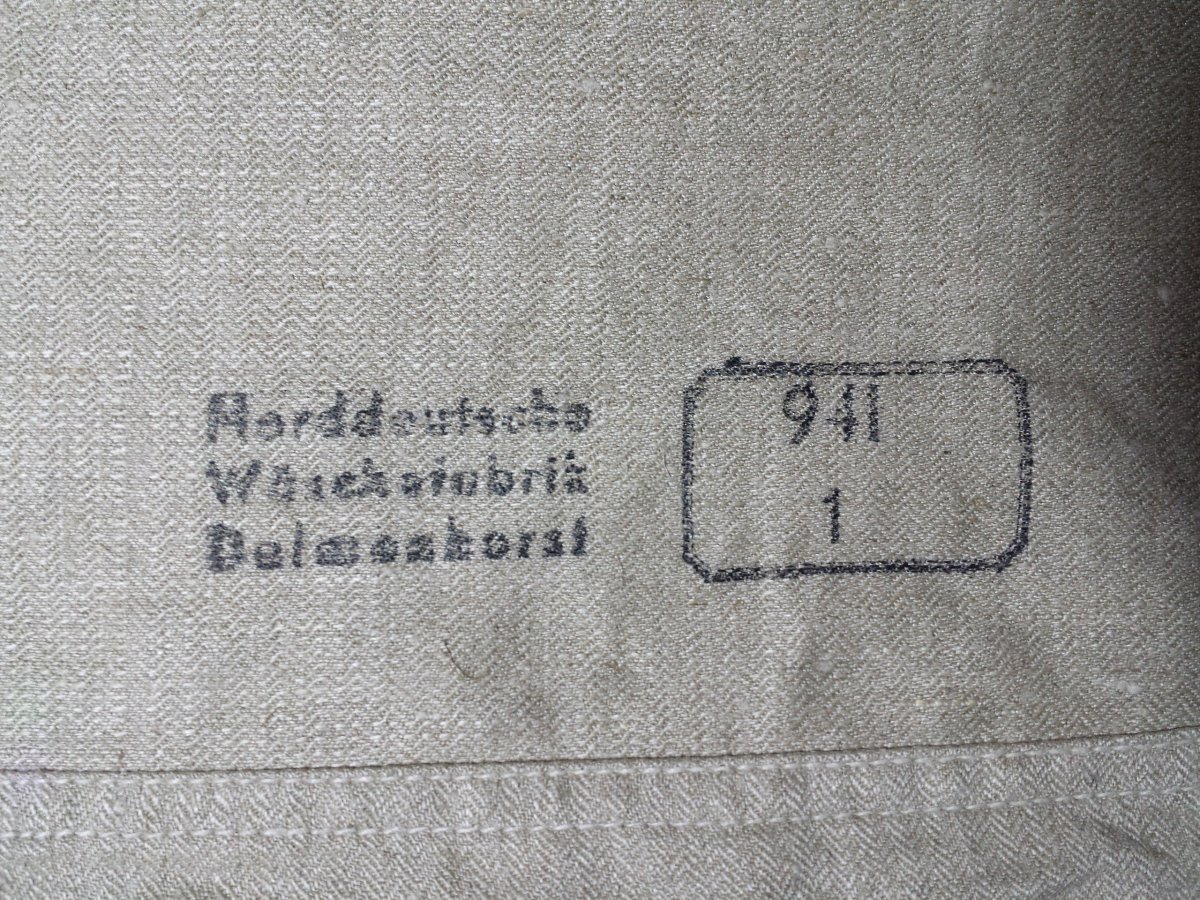 Norddeutsche
Wäschefabrik
Delmenhorst
941
1